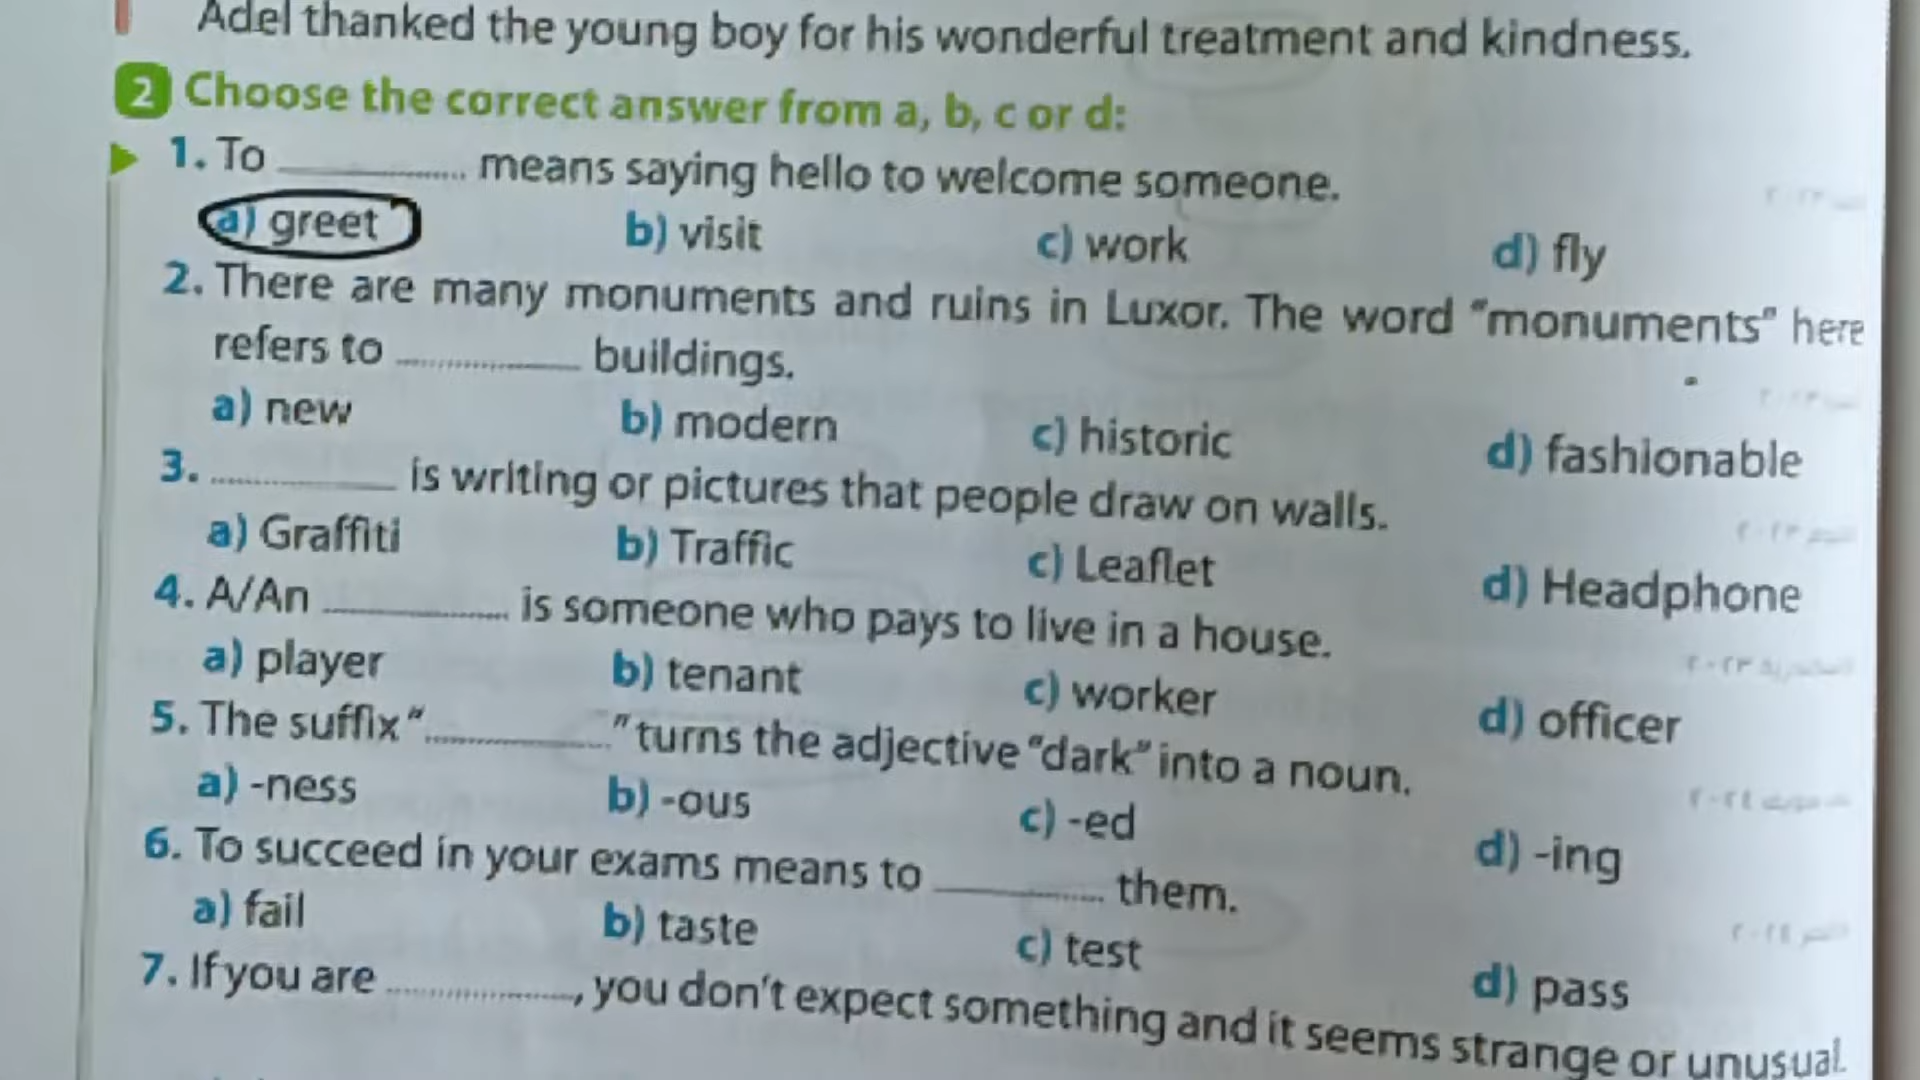 Adel thanked the young boy for his wonderful treatment and kindness.
2 Choose the correct answer from a, b, c or d:
1. To ............ means saying hello to welcome someone.
a) greet b) visit c) work d) fly
2. There are many monuments and ruins in Luxor. The word "monuments" here
refers to ............ buildings.
a) new b) modern c) historic d) fashionable
3. ............ is writing or pictures that people draw on walls.
a) Graffiti b) Traffic c) Leaflet d) Headphone
4. A/An ............ is someone who pays to live in a house.
a) player b) tenant c) worker d) officer
5. The suffix "............" turns the adjective "dark" into a noun.
a) -ness b) -ous c) -ed d) -ing
6. To succeed in your exams means to ............ them.
a) fail b) taste c) test d) pass
7. If you are ............, you don't expect something and it seems strange or unusual.